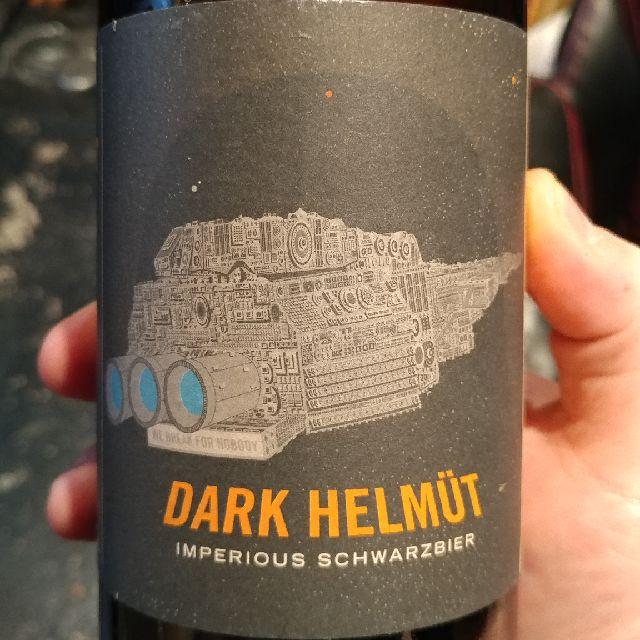 WE BREAK FOR NOBODY
DARK HELMÜT
IMPERIOUS SCHWARZBIER